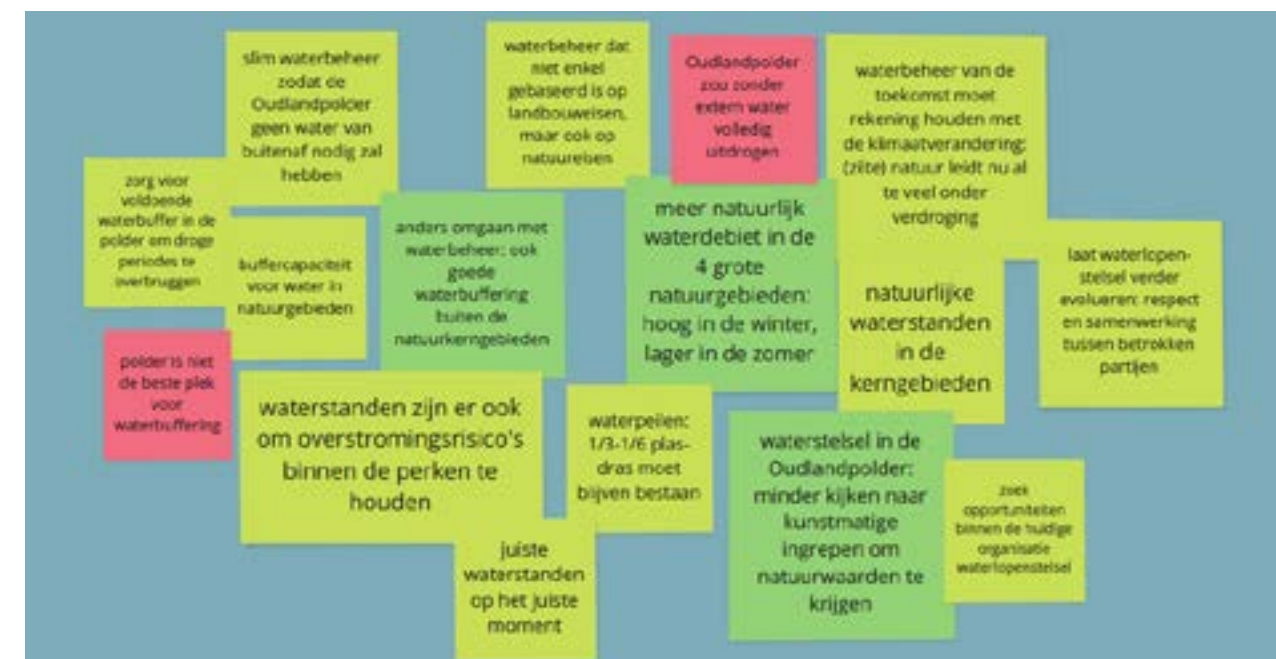 slim waterbeheer
zodat de
Oudlandpolder
geen water van
buitenaf nodig zal
hebben
waterbeheer dat
niet enkel
gebaseerd is op
landbouweisen,
maar ook op
natuureisen
Oudlandpolder
zou zonder
extern water
volledig
uitdrogen
waterbeheer van de
toekomst moet
rekening houden met
de klimaatverandering;
(zilte) natuur leidt nu al
te veel onder
verdroging
zorg voor
voldoende
waterbuffer in de
polder om droge
periodes te
overbruggen
buffercapaciteit
voor water in
natuurgebieden
anders omgaan met
waterbeheer: ook
goede
waterbuffering
buiten de
natuurkerngebieden
meer natuurlijk
waterdebiet in de
4 grote
natuurgebieden:
hoog in de winter,
lager in de zomer
natuurlijke
waterstanden
in de
kerngebieden
laat waterlopen-
stelsel verder
evolueren: respect
en samenwerking
tussen betrokken
partijen
polder is niet
de beste plek
voor
waterbuffering
waterstanden zijn er ook
om overstromingsrisico's
binnen de perken te
houden
waterpeilen:
1/3-1/6 plas-
dras moet
blijven bestaan
waterstelsel in de
Oudlandpolder:
minder kijken naar
kunstmatige
ingrepen om
natuurwaarden te
krijgen
zoek
opportuniteiten
binnen de huidige
organisatie
waterlopenstelsel
juiste
waterstanden
op het juiste
moment